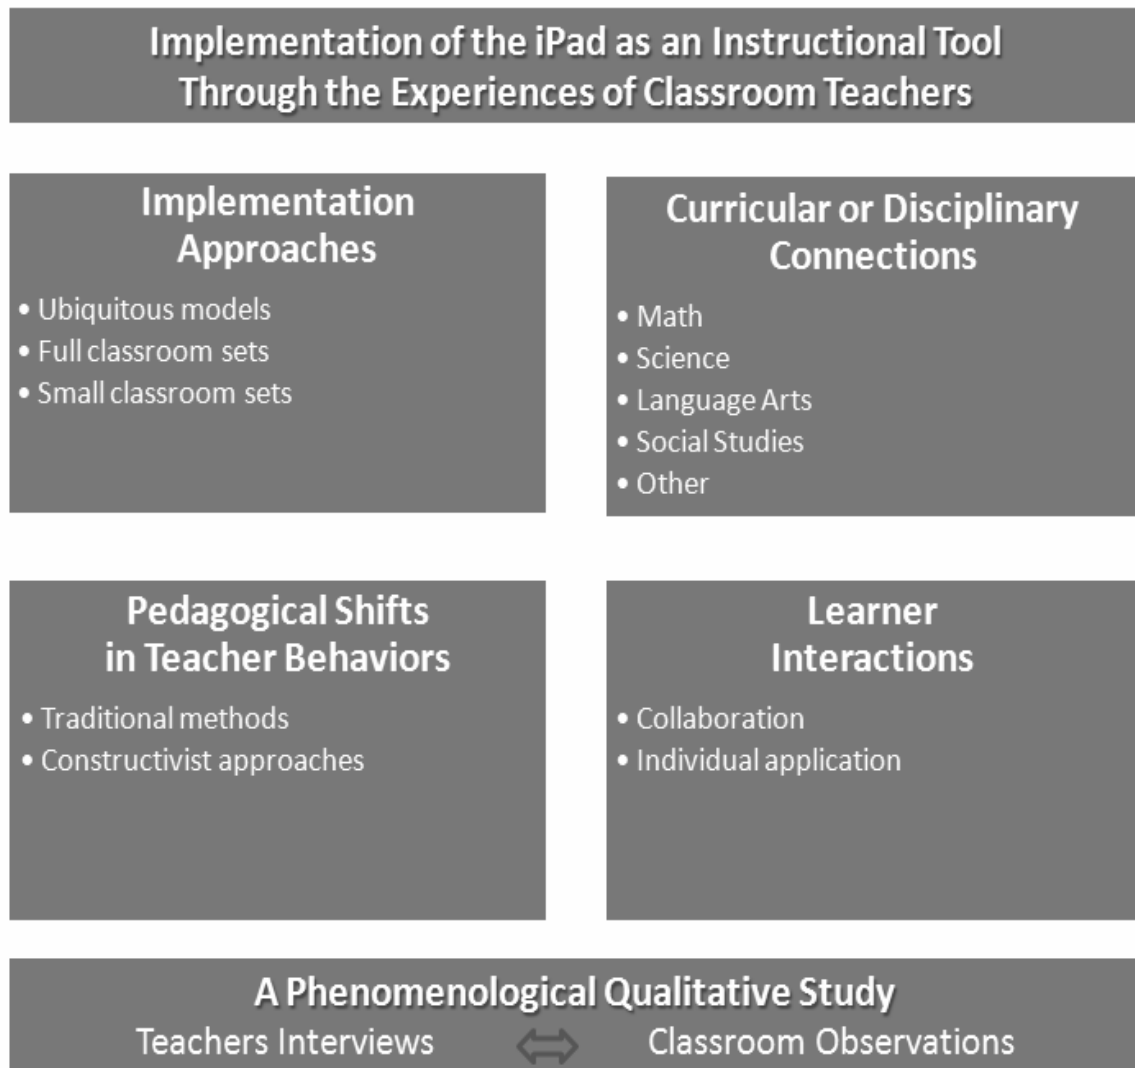 Implementation of the iPad as an Instructional Tool
Through the Experiences of Classroom Teachers
Implementation
Approaches
• Ubiquitous models
• Full classroom sets
• Small classroom sets
Curricular or Disciplinary
Connections
• Math
• Science
• Language Arts
• Social Studies
• Other
Pedagogical Shifts
in Teacher Behaviors
• Traditional methods
• Constructivist approaches
Learner
Interactions
• Collaboration
• Individual application
A Phenomenological Qualitative Study
Teachers Interviews Classroom Observations